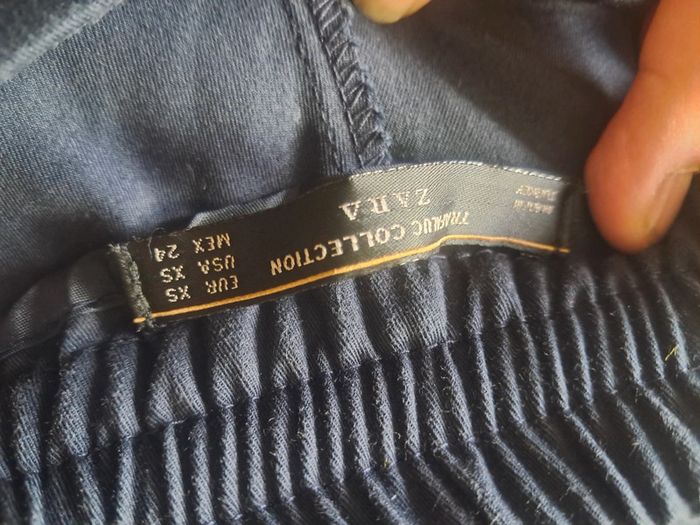 ZARA
TRAFALUC COLLECTION
EUR XS
USA XS
MEX 24